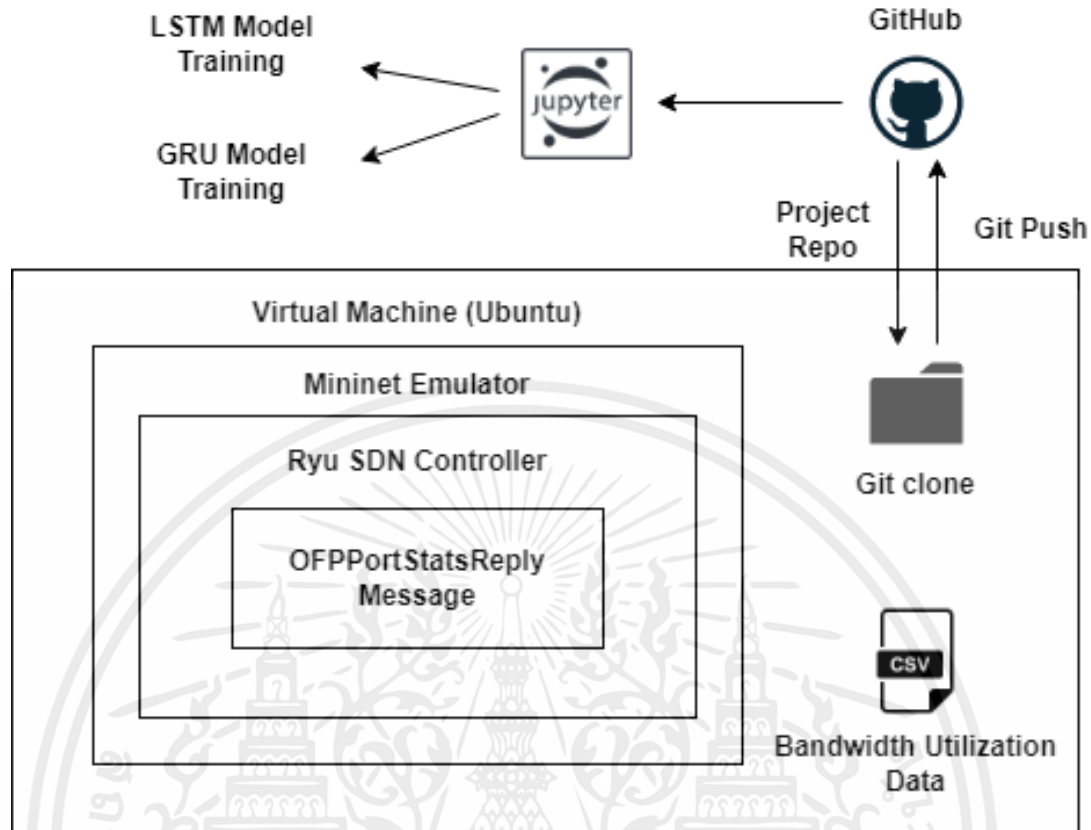 LSTM Model
Training
GRU Model
Training
jupyter
GitHub
Project
Repo
Git Push
Virtual Machine (Ubuntu)
Mininet Emulator
Ryu SDN Controller
OFPPortStatsReply
Message
Git clone
CSV
Bandwidth Utilization
Data